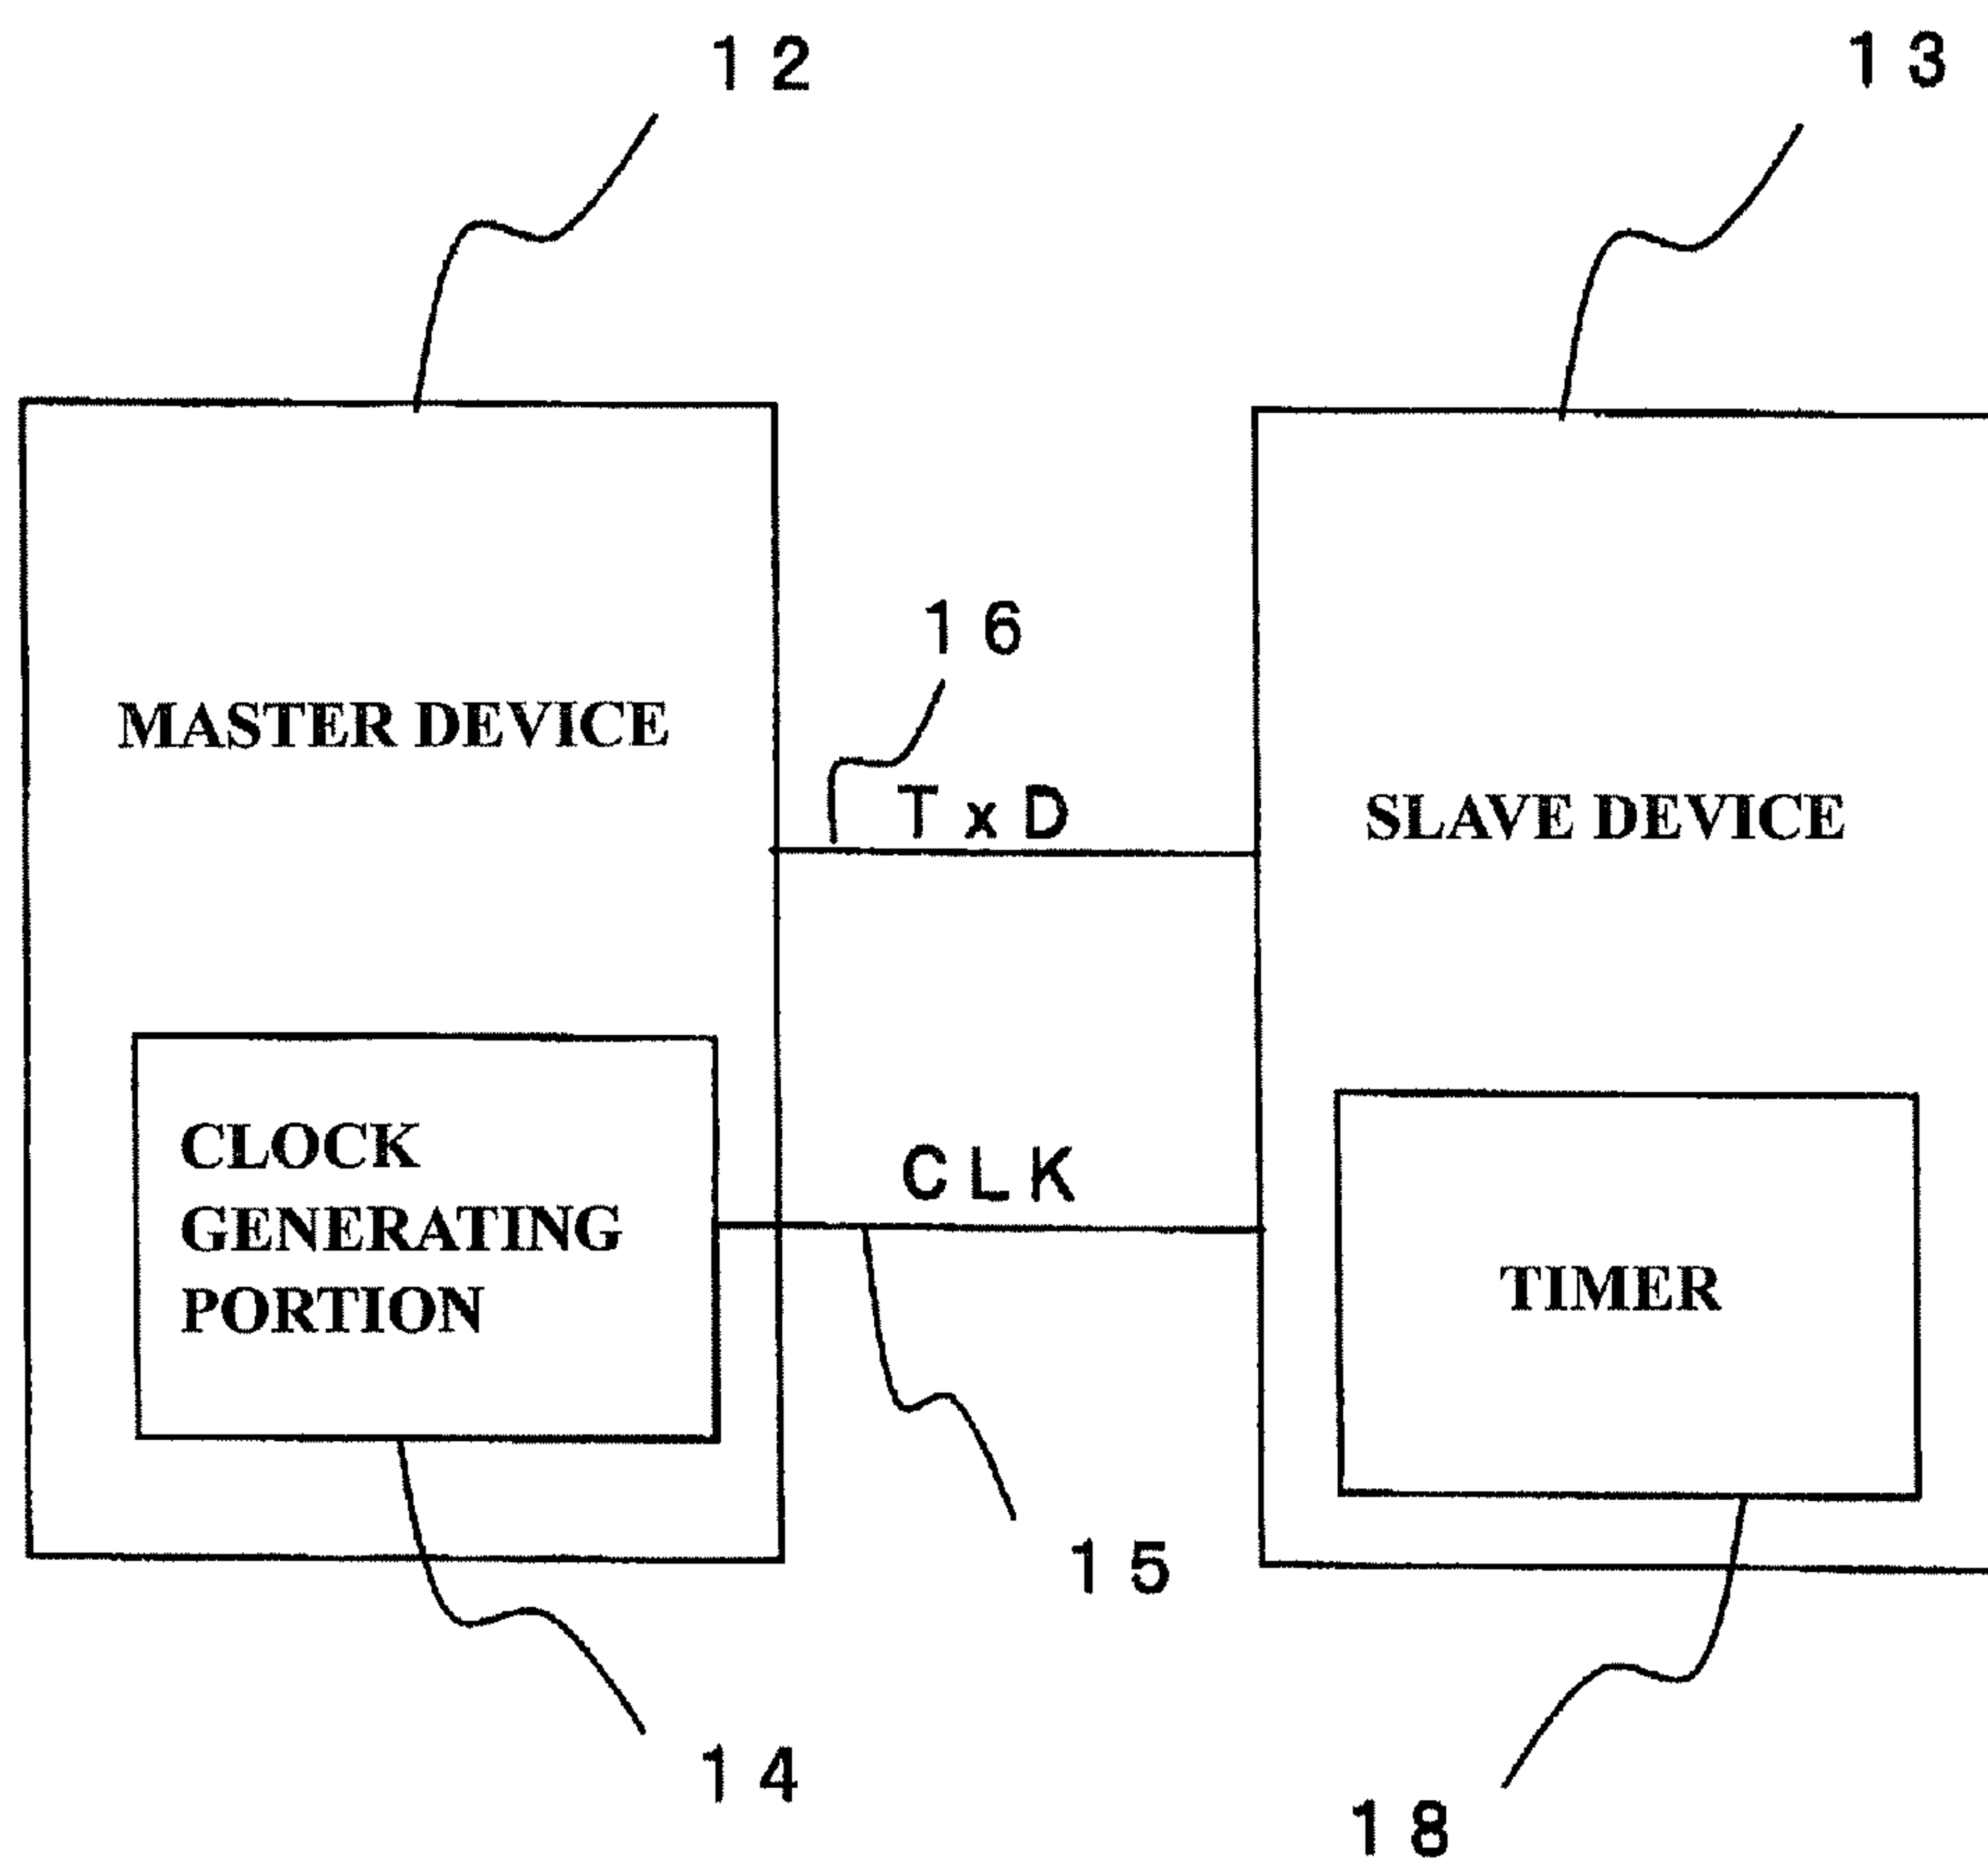 12
13
16
MASTER DEVICE
TxD
SLAVE DEVICE
CLOCK
GENERATING
PORTION
CLK
TIMER
15
14
18